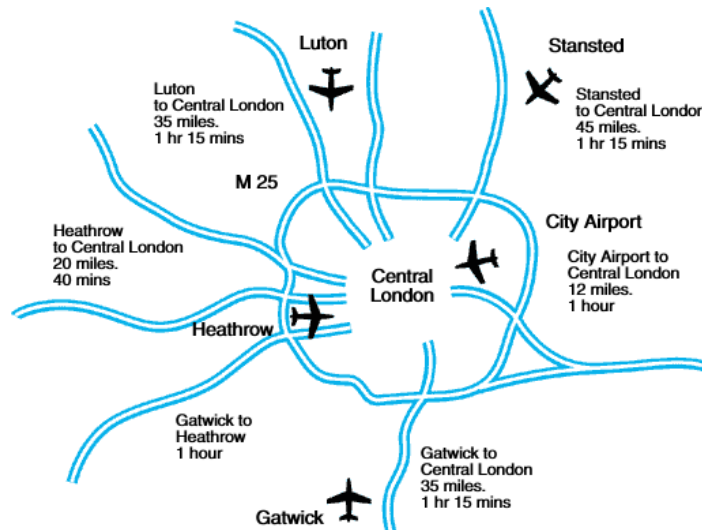 Luton
Stansted
Luton
to Central London
35 miles.
1 hr 15 mins
Stansted
to Central London
45 miles.
1 hr 15 mins
M 25
City Airport
Heathrow
to Central London
20 miles.
40 mins
City Airport to
Central London
12 miles.
1 hour
Central
London
Heathrow
Gatwick to
Heathrow
1 hour
Gatwick to
Central London
35 miles.
1 hr 15 mins
Gatwick